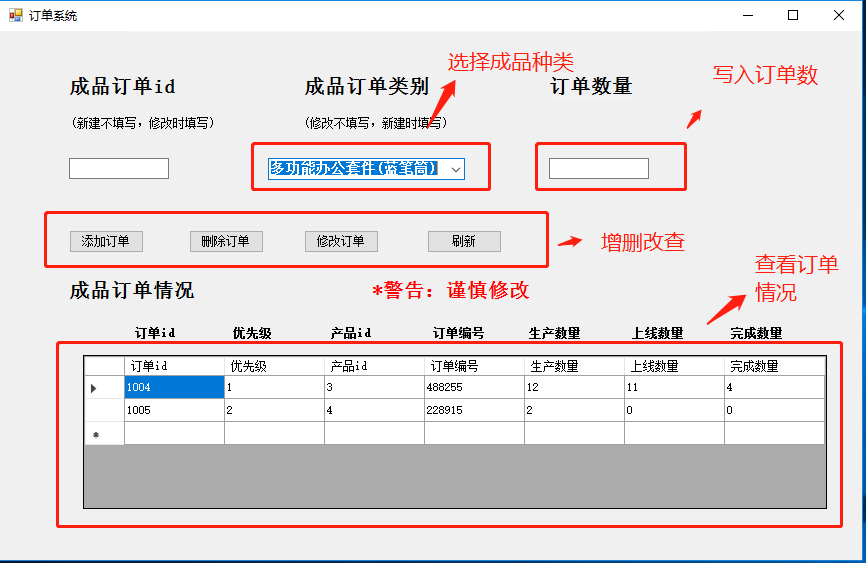 订单系统
选择成品种类
写入订单数
成品订单id 成品订单类别 订单数量
(新建不填写，修改时填写) (修改不填写，新建时填写)
多功能办公套件(蓝笔筒)
添加订单 删除订单 修改订单 刷新
增删改查
查看订单
情况
成品订单情况 *警告：谨慎修改
订单id 优先级 产品id 订单编号 生产数量 上线数量 完成数量
订单id 优先级 产品id 订单编号 生产数量 上线数量 完成数量
1004 1 3 488255 12 11 4
1005 2 4 228915 2 0 0